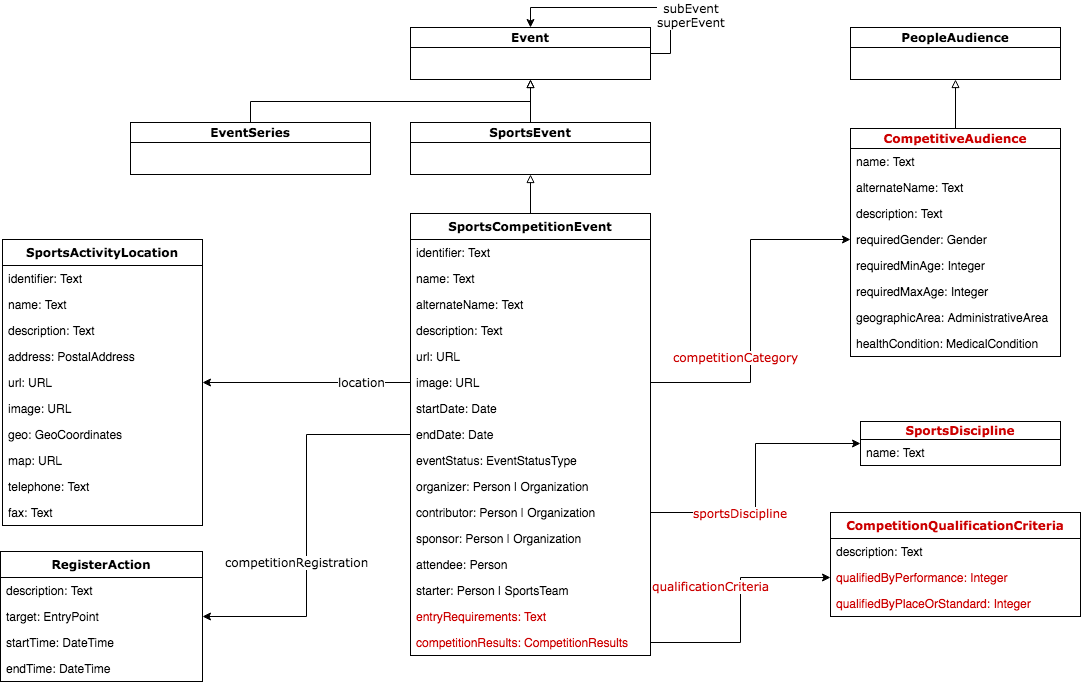 subEvent
superEvent
Event
PeopleAudience
EventSeries
SportsEvent
CompetitiveAudience
name: Text
alternateName: Text
description: Text
requiredGender: Gender
requiredMinAge: Integer
requiredMaxAge: Integer
geographicArea: AdministrativeArea
healthCondition: MedicalCondition
SportsCompetitionEvent
identifier: Text
name: Text
alternateName: Text
description: Text
url: URL
image: URL
startDate: Date
endDate: Date
eventStatus: EventStatusType
organizer: Person | Organization
contributor: Person | Organization
sponsor: Person | Organization
attendee: Person
starter: Person | SportsTeam
entryRequirements: Text
competitionResults: CompetitionResults
SportsActivityLocation
identifier: Text
name: Text
description: Text
address: PostalAddress
url: URL
image: URL
geo: GeoCoordinates
map: URL
telephone: Text
fax: Text
location
competitionCategory
SportsDiscipline
name: Text
sportsDiscipline
CompetitionQualificationCriteria
description: Text
qualifiedByPerformance: Integer
qualifiedByPlaceOrStandard: Integer
qualificationCriteria
competitionRegistration
RegisterAction
description: Text
target: EntryPoint
startTime: DateTime
endTime: DateTime